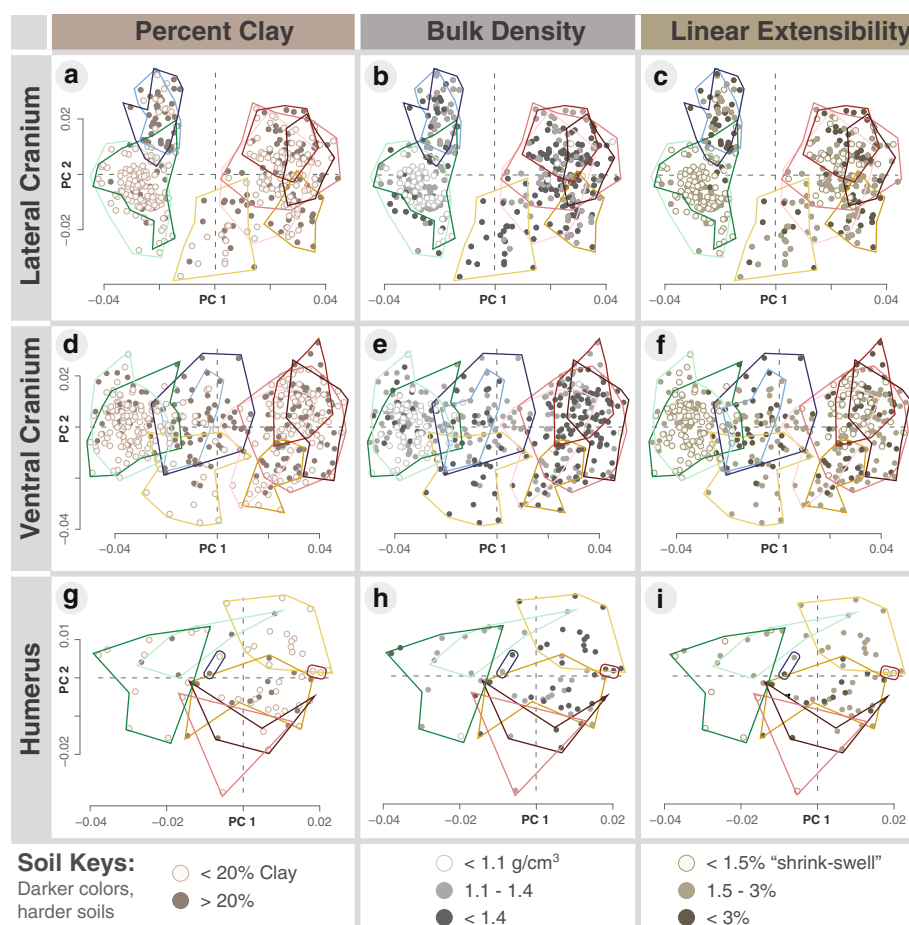 Percent Clay
Bulk Density
Linear Extensibility
Lateral Cranium
a
b
c
0.02
PC 2
−0.02
−0.04
PC 1
0.04
−0.04
PC 1
0.04
−0.04
PC 1
0.04
Ventral Cranium
d
e
f
0.02
PC 2
−0.04
−0.04
PC 1
0.04
−0.04
PC 1
0.04
−0.04
PC 1
0.04
Humerus
g
h
i
0.01
PC 2
−0.02
−0.04
−0.02
PC 1
0.02
−0.04
−0.02
PC 1
0.02
−0.04
−0.02
PC 1
0.02
Soil Keys:
Darker colors,
harder soils
< 20% Clay
> 20%
< 1.1 g/cm³
1.1 - 1.4
< 1.4
< 1.5% “shrink-swell”
1.5 - 3%
< 3%